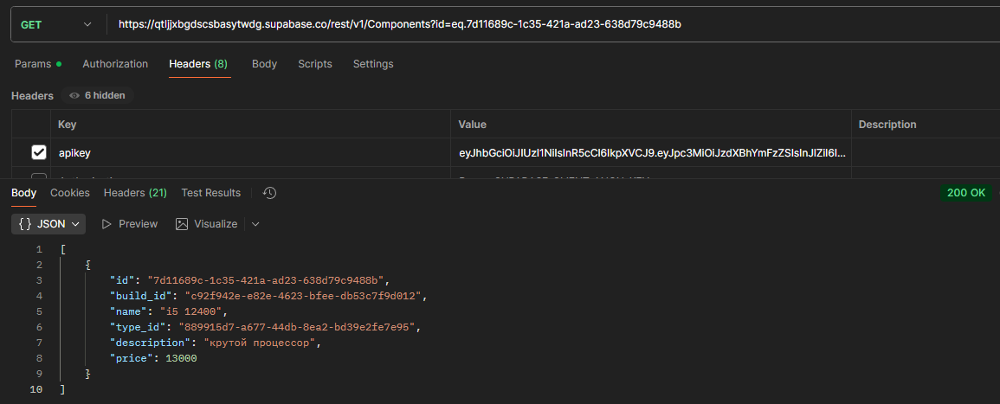 GET https://qtljjxbgdscsbasytwdg.supabase.co/rest/v1/Components?id=eq.7d11689c-1c35-421a-ad23-638d79c9488b
Params Authorization Headers (8) Body Scripts Settings
Headers 6 hidden
Key Value Description
apikey eyJhbGciOiJIUzI1NiIsInR5cCI6IkpXVCJ9.eyJpc3MiOiJzdXBhYmFzZSIsInJlZiI6I...
Body Cookies Headers (21) Test Results 200 OK
{} JSON Preview Visualize
1 [
2 {
3 "id": "7d11689c-1c35-421a-ad23-638d79c9488b",
4 "build_id": "c92f942e-e82e-4623-bfee-db53c7f9d012",
5 "name": "i5 12400",
6 "type_id": "889915d7-a677-44db-8ea2-bd39e2fe7e95",
7 "description": "крутой процессор",
8 "price": 13000
9 }
10 ]